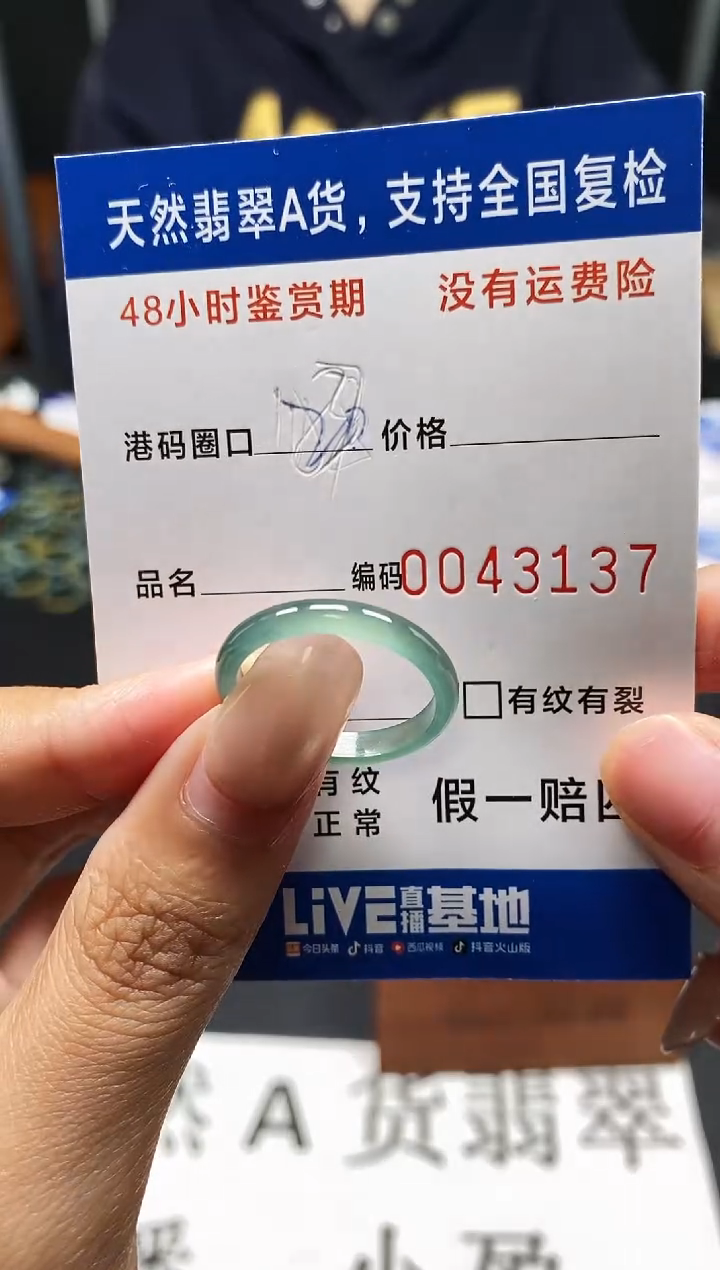 天然翡翠A货，支持全国复检
48小时鉴赏期 没有运费险
港码圈口 价格
品名 编码0043137
有纹有裂
有纹
正常 假一赔
LiVE直播基地
今日头条 抖音 西瓜视频 抖音火山版
A货翡翠